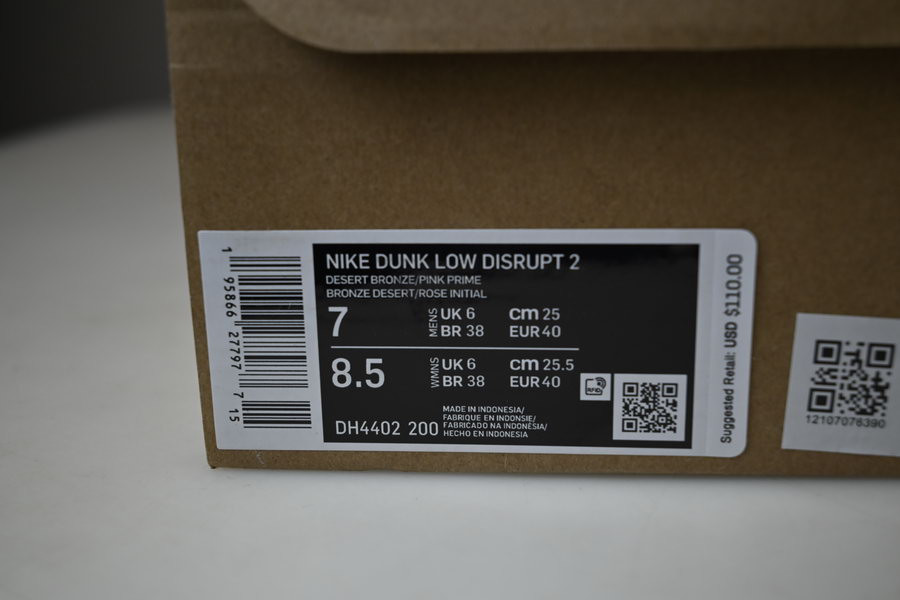 NIKE DUNK LOW DISRUPT 2
DESERT BRONZE/PINK PRIME
BRONZE DESERT/ROSE INITIAL
7 MENS UK 6 cm 25
BR 38 EUR 40
8.5 WMNS UK 6 cm 25.5
BR 38 EUR 40
RFID
DH4402 200
MADE IN INDONESIA/
FABRIQUE EN INDONSIE/
FABRICADO NA INDONÉSIA/
HECHO EN INDONESIA
1 95866 27797 7 15
Suggested Retail: USD $110.00
12107076390